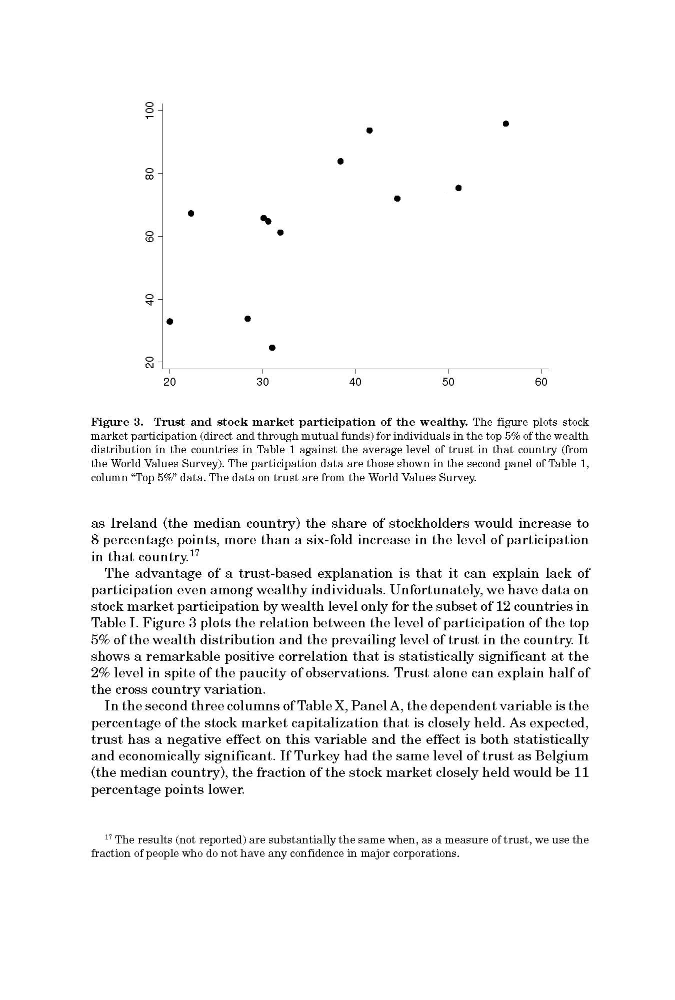 100
80
60
40
20
20 30 40 50 60
Figure 3. Trust and stock market participation of the wealthy. The figure plots stock
market participation (direct and through mutual funds) for individuals in the top 5% of the wealth
distribution in the countries in Table 1 against the average level of trust in that country (from
the World Values Survey). The participation data are those shown in the second panel of Table 1,
column “Top 5%” data. The data on trust are from the World Values Survey.
as Ireland (the median country) the share of stockholders would increase to
8 percentage points, more than a six-fold increase in the level of participation
in that country.17
The advantage of a trust-based explanation is that it can explain lack of
participation even among wealthy individuals. Unfortunately, we have data on
stock market participation by wealth level only for the subset of 12 countries in
Table I. Figure 3 plots the relation between the level of participation of the top
5% of the wealth distribution and the prevailing level of trust in the country. It
shows a remarkable positive correlation that is statistically significant at the
2% level in spite of the paucity of observations. Trust alone can explain half of
the cross country variation.
In the second three columns of Table X, Panel A, the dependent variable is the
percentage of the stock market capitalization that is closely held. As expected,
trust has a negative effect on this variable and the effect is both statistically
and economically significant. If Turkey had the same level of trust as Belgium
(the median country), the fraction of the stock market closely held would be 11
percentage points lower.
17 The results (not reported) are substantially the same when, as a measure of trust, we use the
fraction of people who do not have any confidence in major corporations.